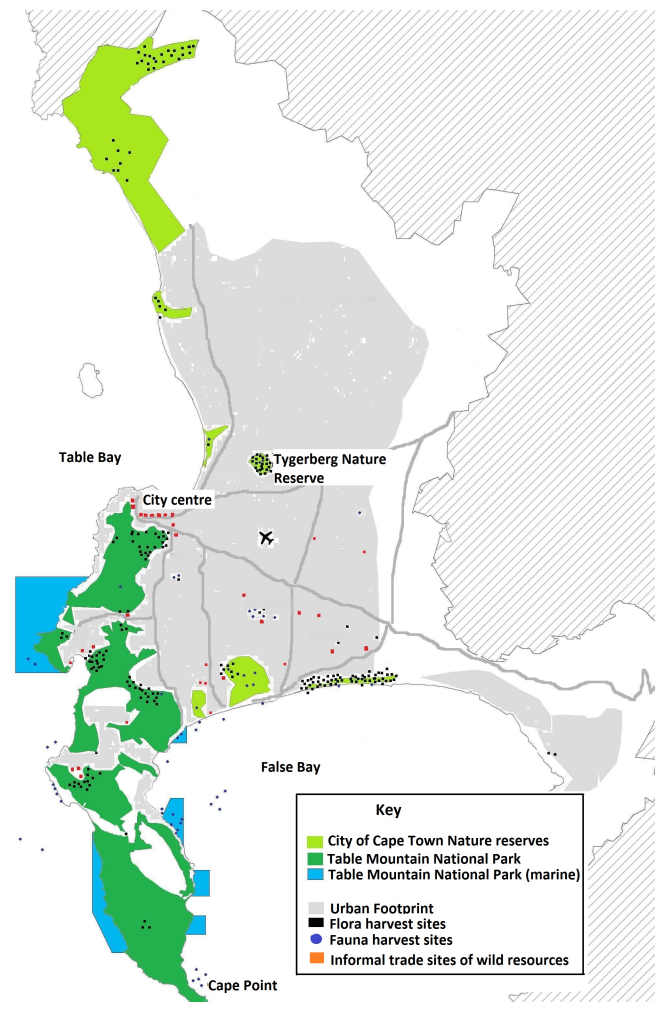 Table Bay
Tygerberg Nature
Reserve
City centre
False Bay
Key
City of Cape Town Nature reserves
Table Mountain National Park
Table Mountain National Park (marine)
Urban Footprint
Flora harvest sites
Fauna harvest sites
Informal trade sites of wild resources
Cape Point